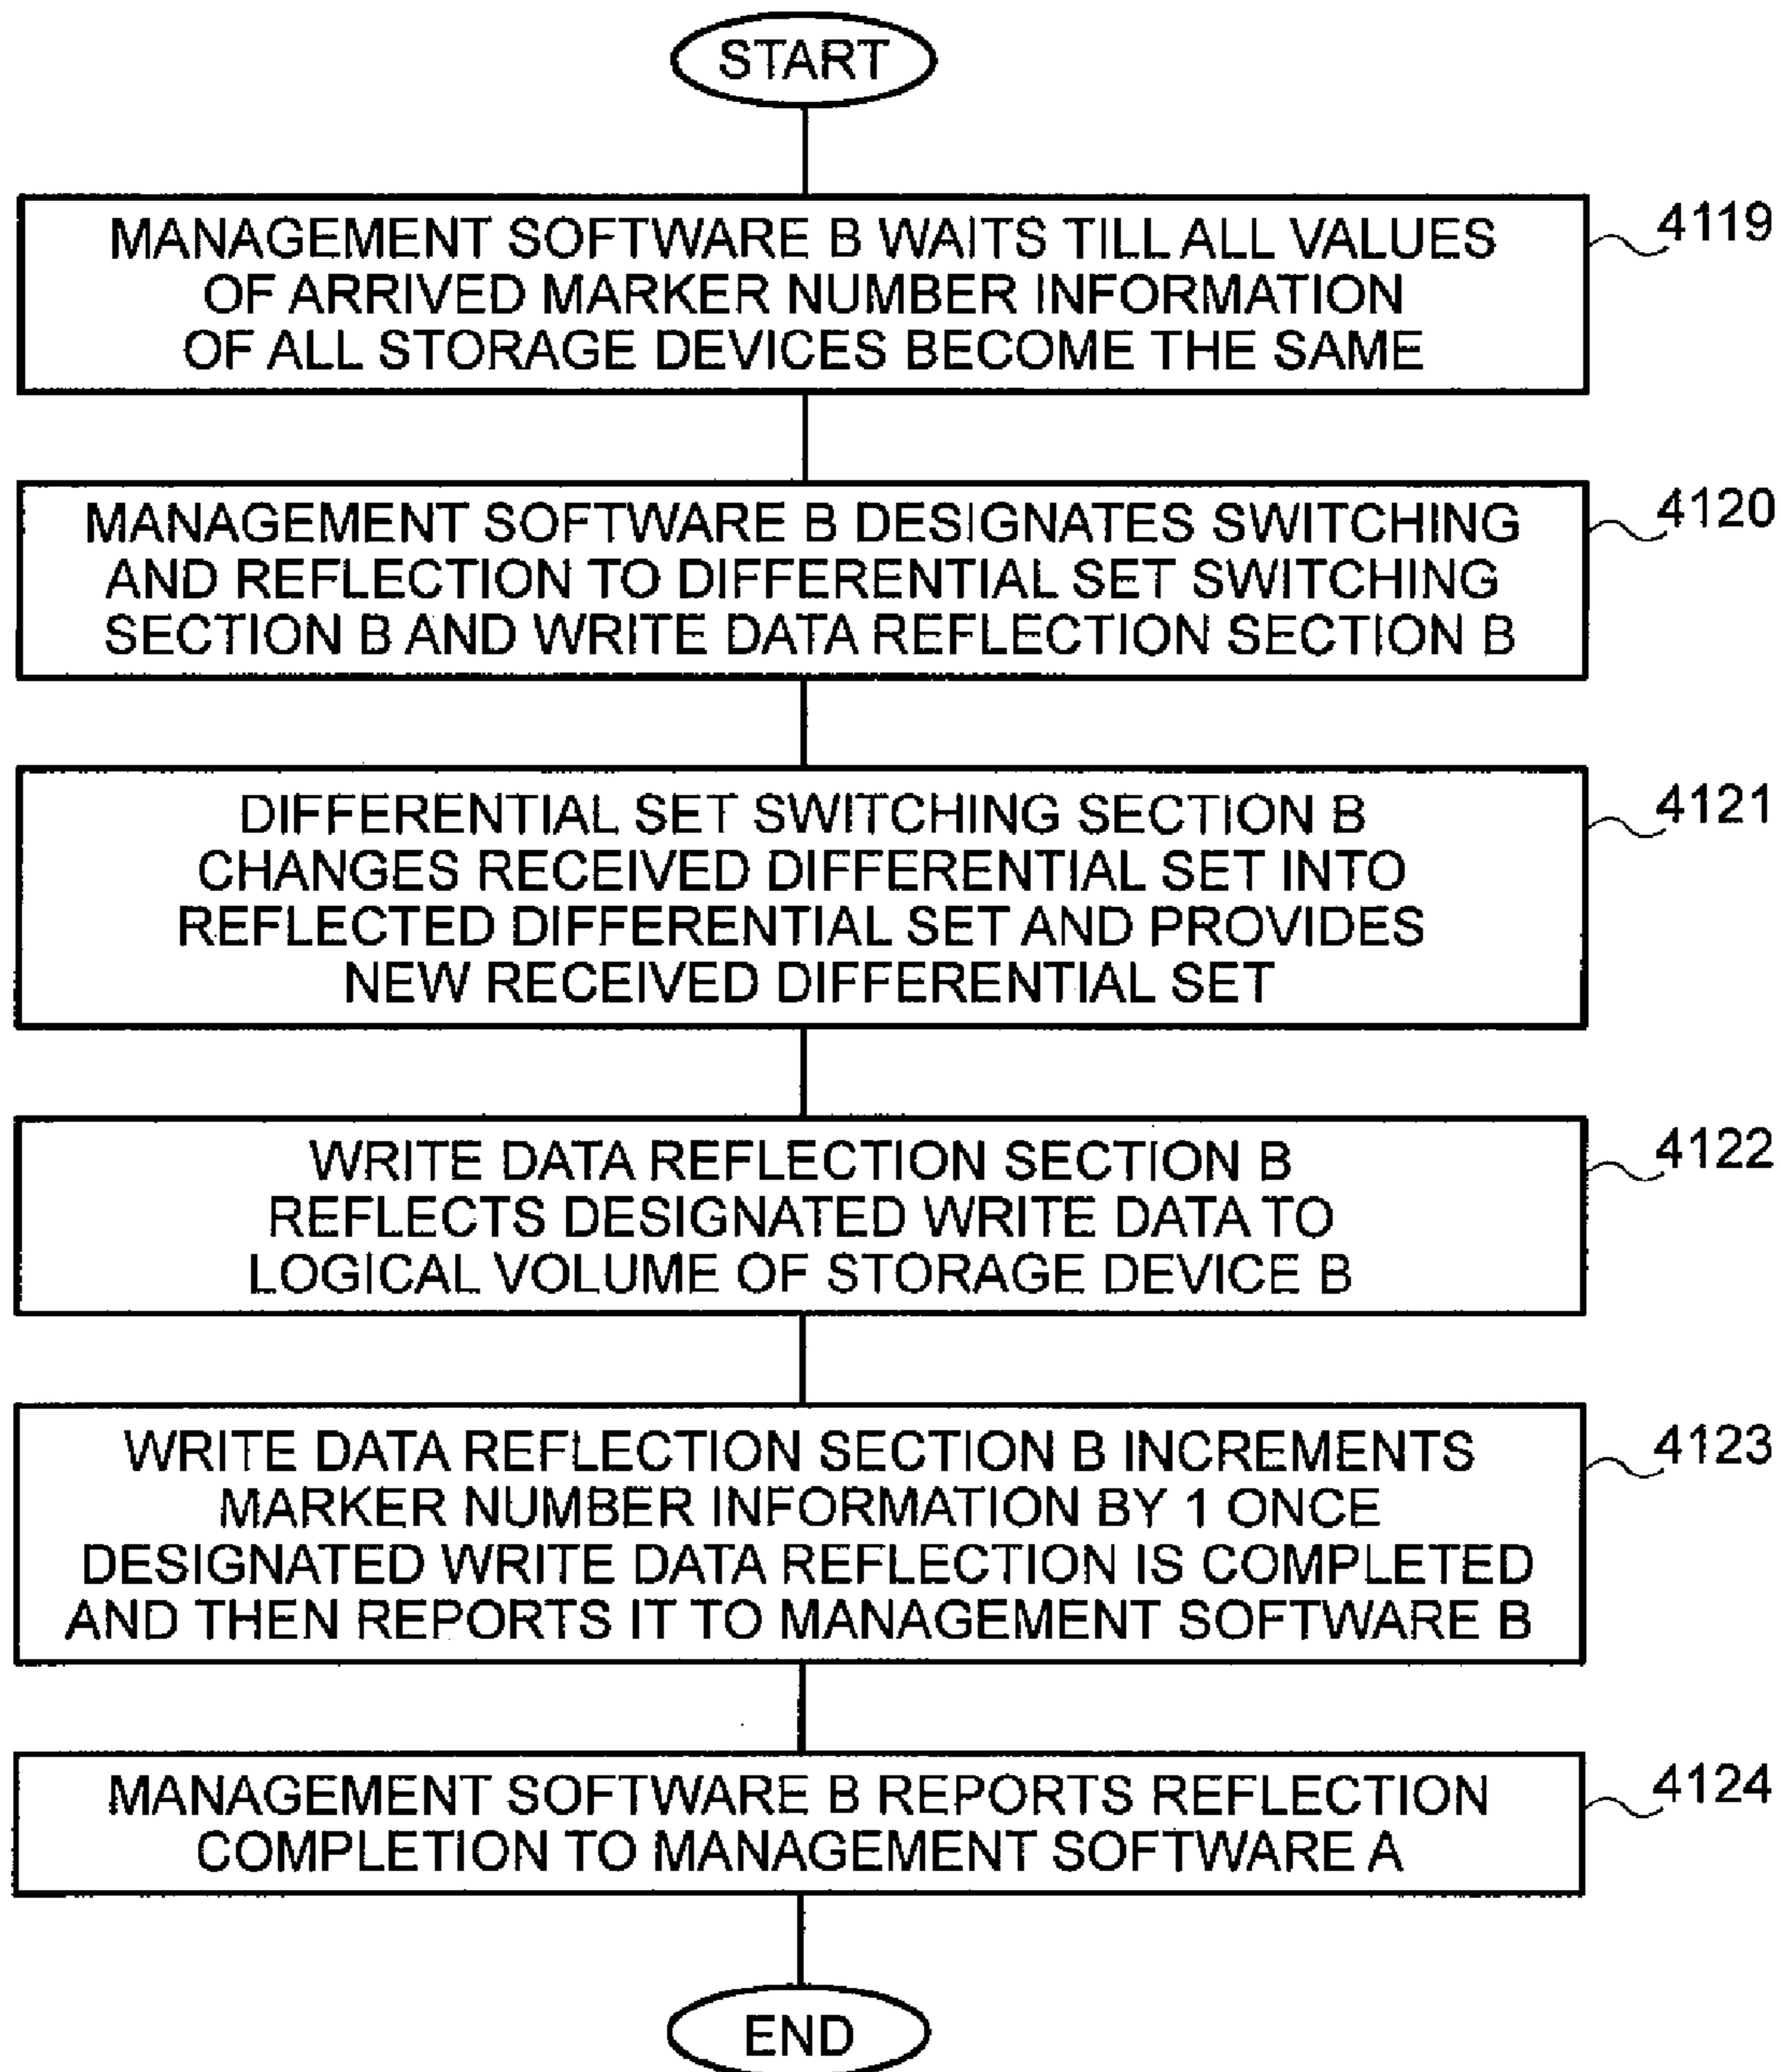 START
MANAGEMENT SOFTWARE B WAITS TILL ALL VALUES
OF ARRIVED MARKER NUMBER INFORMATION
OF ALL STORAGE DEVICES BECOME THE SAME
4119
MANAGEMENT SOFTWARE B DESIGNATES SWITCHING
AND REFLECTION TO DIFFERENTIAL SET SWITCHING
SECTION B AND WRITE DATA REFLECTION SECTION B
4120
DIFFERENTIAL SET SWITCHING SECTION B
CHANGES RECEIVED DIFFERENTIAL SET INTO
REFLECTED DIFFERENTIAL SET AND PROVIDES
NEW RECEIVED DIFFERENTIAL SET
4121
WRITE DATA REFLECTION SECTION B
REFLECTS DESIGNATED WRITE DATA TO
LOGICAL VOLUME OF STORAGE DEVICE B
4122
WRITE DATA REFLECTION SECTION B INCREMENTS
MARKER NUMBER INFORMATION BY 1 ONCE
DESIGNATED WRITE DATA REFLECTION IS COMPLETED
AND THEN REPORTS IT TO MANAGEMENT SOFTWARE B
4123
MANAGEMENT SOFTWARE B REPORTS REFLECTION
COMPLETION TO MANAGEMENT SOFTWARE A
4124
END